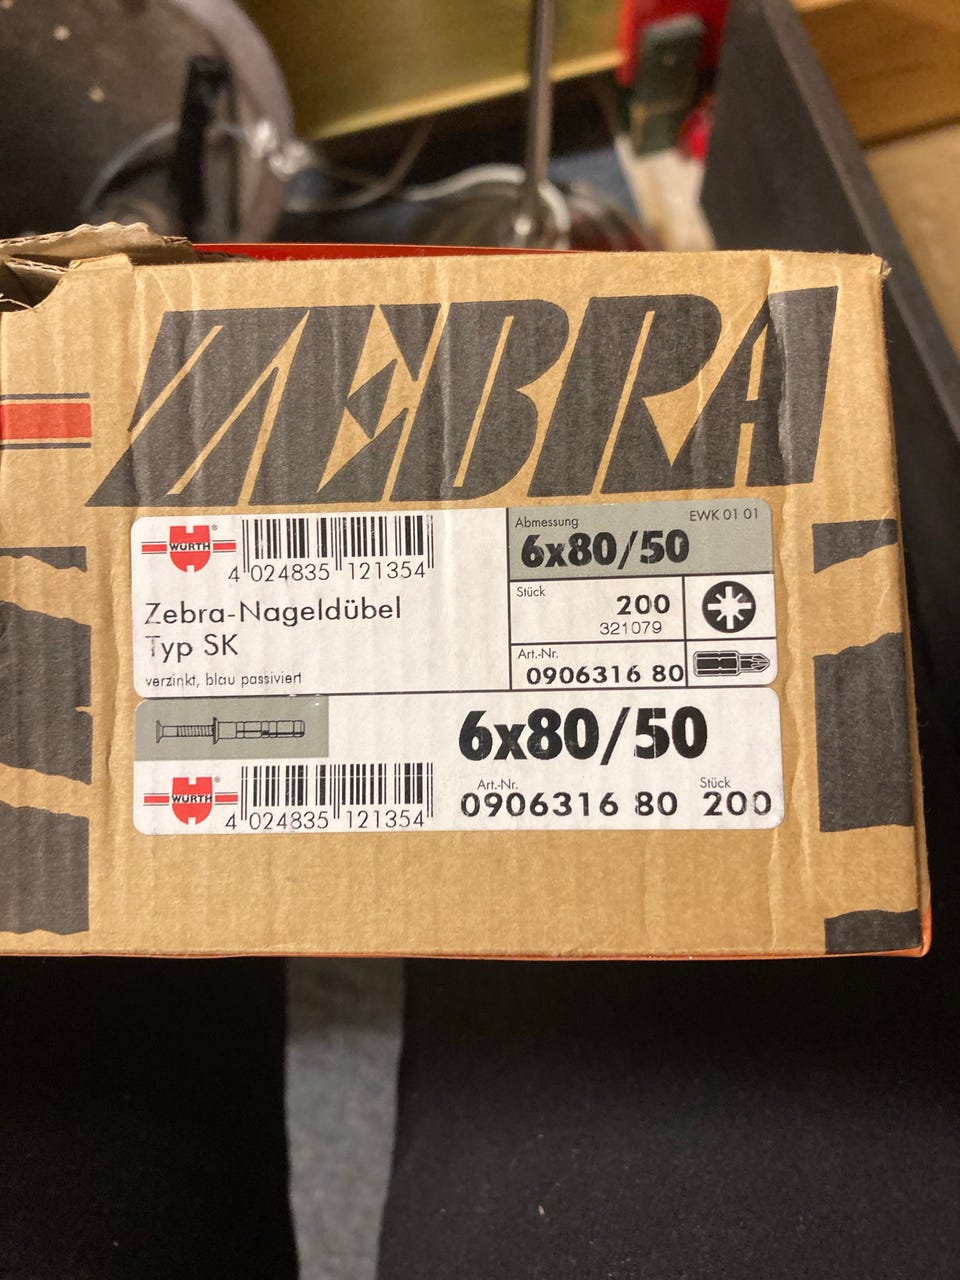 ZEBRA
WÜRTH®
4 024835 121354
Zebra-Nageldübel
Typ SK
verzinkt, blau passiviert
Abmessung
EWK 01 01
6x80/50
Stück
200
321079
Art.-Nr.
0906316 80
6x80/50
WÜRTH®
4 024835 121354
Art.-Nr.
0906316 80
Stück
200